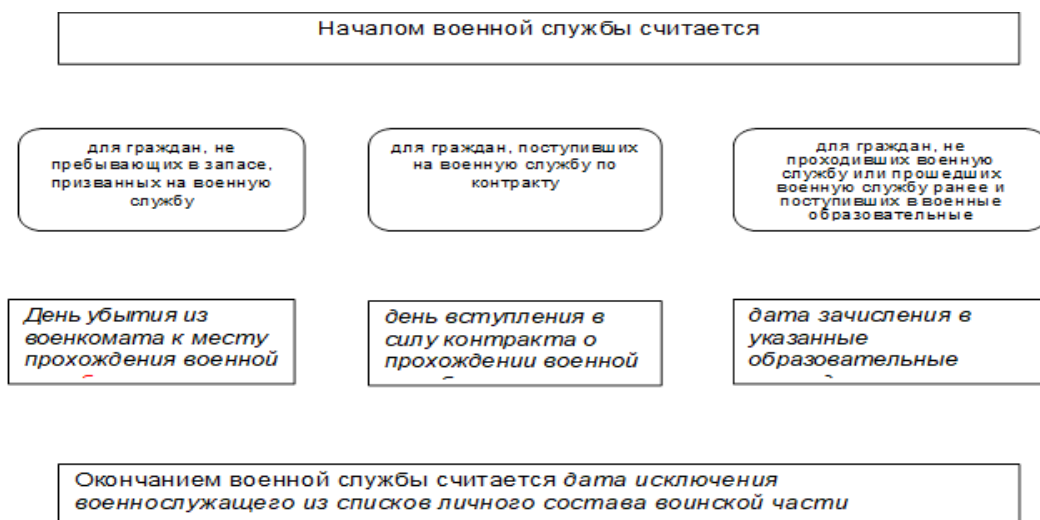 Началом военной службы считается
для граждан, не
пребывающих в запасе,
призванных на военную
службу
для граждан, поступивших
на военную службу по
контракту
для граждан, не
проходивших военную
службу или прошедших
военную службу ранее и
поступивших в военные
образовательные
День убытия из
военкомата к месту
прохождения военной
день вступления в
силу контракта о
прохождении военной
дата зачисления в
указанные
образовательные
Окончанием военной службы считается дата исключения
военнослужащего из списков личного состава воинской части